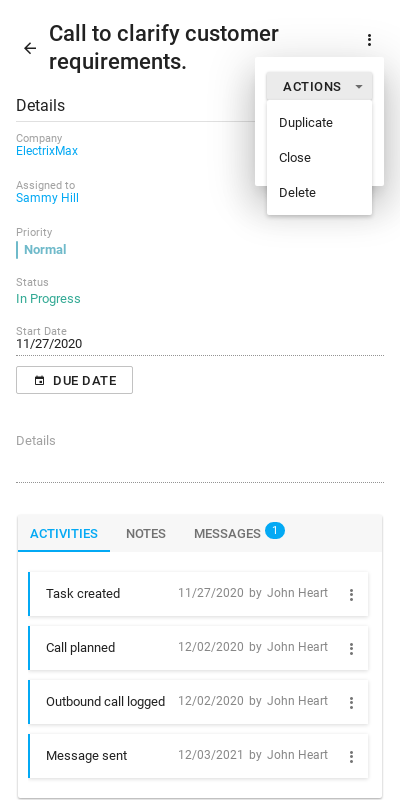 Call to clarify customer
requirements.
Details
ACTIONS
Duplicate
Close
Delete
Company
ElectrixMax
Assigned to
Sammy Hill
Priority
Normal
Status
In Progress
Start Date
11/27/2020
DUE DATE
Details
ACTIVITIES NOTES MESSAGES 1
Task created 11/27/2020 by John Heart
Call planned 12/02/2020 by John Heart
Outbound call logged 12/02/2020 by John Heart
Message sent 12/03/2021 by John Heart